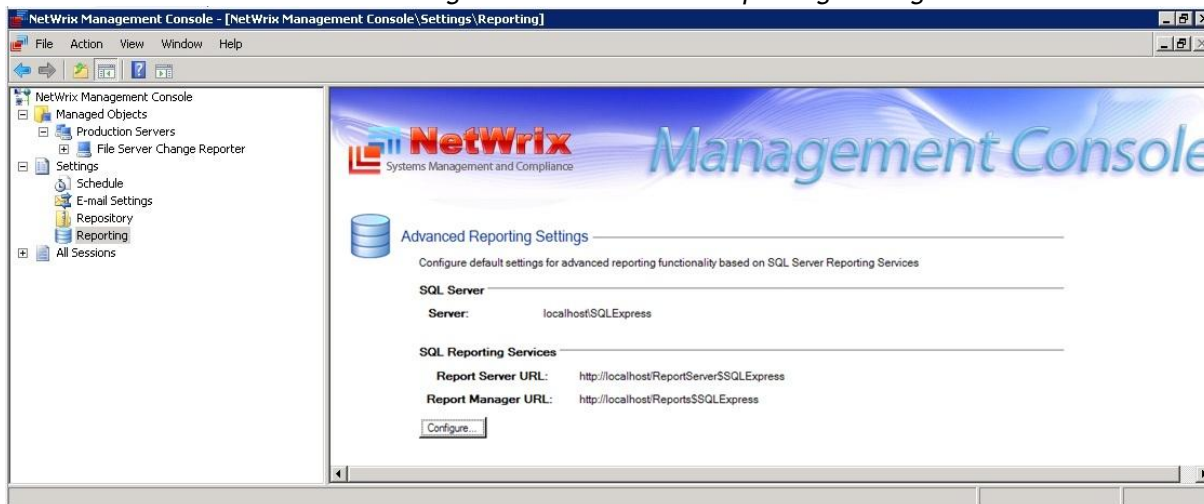 NetWrix Management Console - [NetWrix Management Console\Settings\Reporting]
File Action View Window Help
NetWrix Management Console
Managed Objects
Production Servers
File Server Change Reporter
Settings
Schedule
E-mail Settings
Repository
Reporting
All Sessions
NetWrix
Systems Management and Compliance
Management Console
Advanced Reporting Settings
Configure default settings for advanced reporting functionality based on SQL Server Reporting Services
SQL Server
Server: localhost\SQLExpress
SQL Reporting Services
Report Server URL: http://localhost/ReportServer$SQLExpress
Report Manager URL: http://localhost/Reports$SQLExpress
Configure...